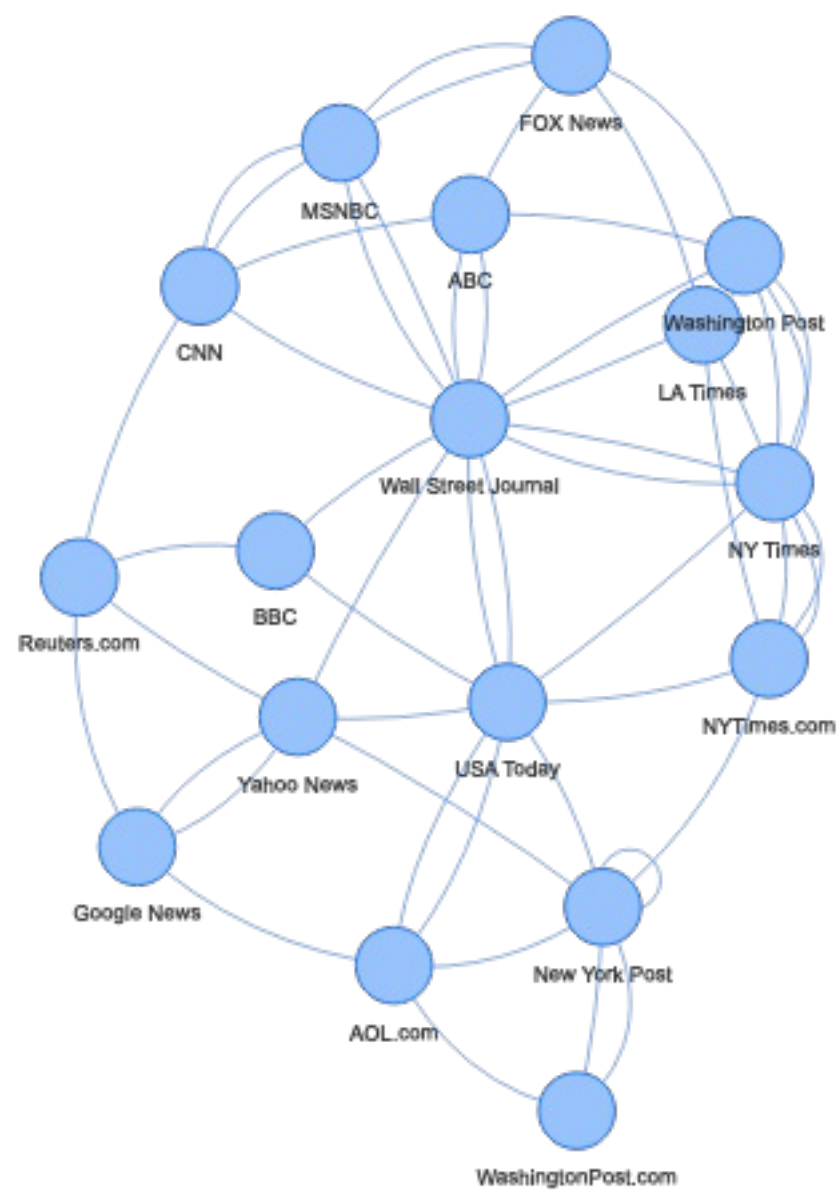 FOX News
MSNBC
ABC
Washington Post
CNN
LA Times
Wall Street Journal
NY Times
BBC
Reuters.com
NYTimes.com
USA Today
Yahoo News
Google News
New York Post
AOL.com
WashingtonPost.com